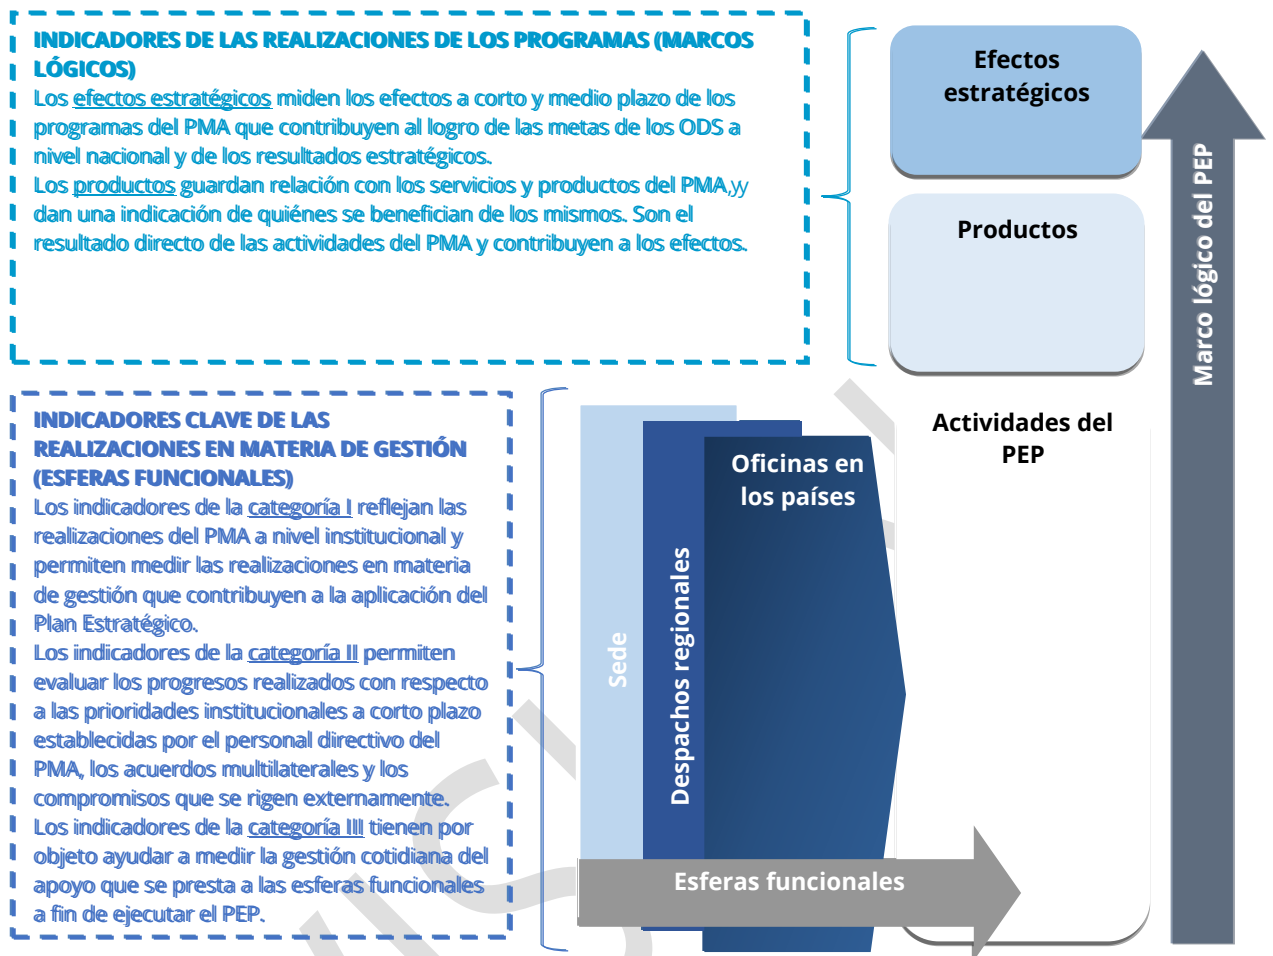 INDICADORES DE LAS REALIZACIONES DE LOS PROGRAMAS (MARCOS
LÓGICOS)
Los efectos estratégicos miden los efectos a corto y medio plazo de los
programas del PMA que contribuyen al logro de las metas de los ODS a
nivel nacional y de los resultados estratégicos.
Los productos guardan relación con los servicios y productos del PMA, y
dan una indicación de quiénes se benefician de los mismos. Son el
resultado directo de las actividades del PMA y contribuyen a los efectos.
Efectos
estratégicos
Productos
Marco lógico del PEP
INDICADORES CLAVE DE LAS
REALIZACIONES EN MATERIA DE GESTIÓN
(ESFERAS FUNCIONALES)
Los indicadores de la categoría I reflejan las
realizaciones del PMA a nivel institucional y
permiten medir las realizaciones en materia
de gestión que contribuyen a la aplicación del
Plan Estratégico.
Los indicadores de la categoría II permiten
evaluar los progresos realizados con respecto
a las prioridades institucionales a corto plazo
establecidas por el personal directivo del
PMA, los acuerdos multilaterales y los
compromisos que se rigen externamente.
Los indicadores de la categoría III tienen por
objeto ayudar a medir la gestión cotidiana del
apoyo que se presta a las esferas funcionales
a fin de ejecutar el PEP.
Sede
Despachos regionales
Oficinas en
los países
Actividades del
PEP
Esferas funcionales